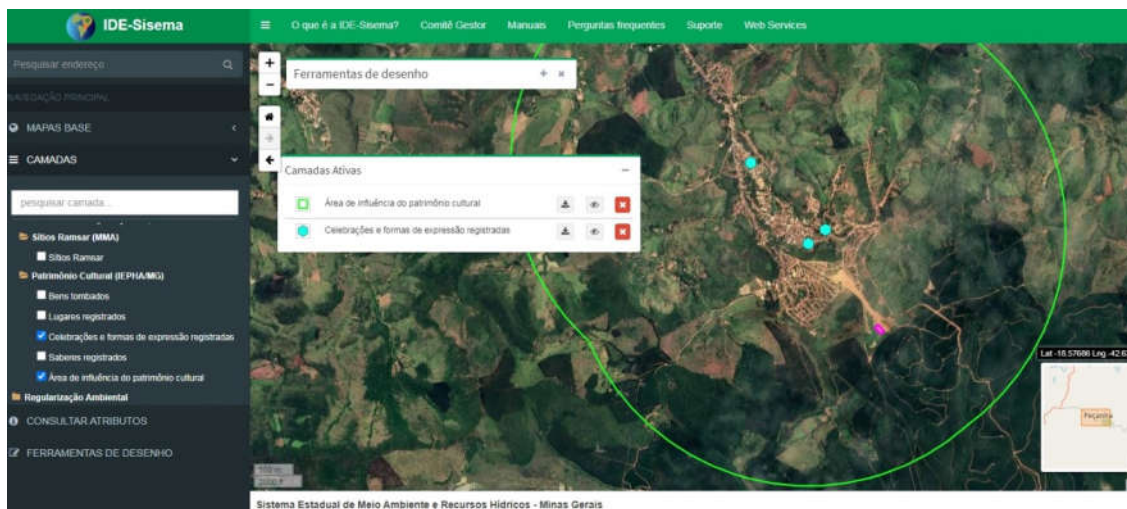 IDE-Sisema
O que é a IDE-Sisema? Comitê Gestor Manuais Perguntas frequentes Suporte Web Services
Pesquisar endereço
NAVEGAÇÃO PRINCIPAL
MAPAS BASE
CAMADAS
pesquisar camada...
Sítios Ramsar (MMA)
Sítios Ramsar
Patrimônio Cultural (IEPHA/MG)
Bens tombados
Lugares registrados
Celebrações e formas de expressão registradas
Saberes registrados
Área de influência do patrimônio cultural
Regularização Ambiental
CONSULTAR ATRIBUTOS
FERRAMENTAS DE DESENHO
Ferramentas de desenho
Camadas Ativas
Área de influência do patrimônio cultural
Celebrações e formas de expressão registradas
Lat -18.57686 Lng -42.6
Peçanha
2000 ft
Sistema Estadual de Meio Ambiente e Recursos Hídricos - Minas Gerais